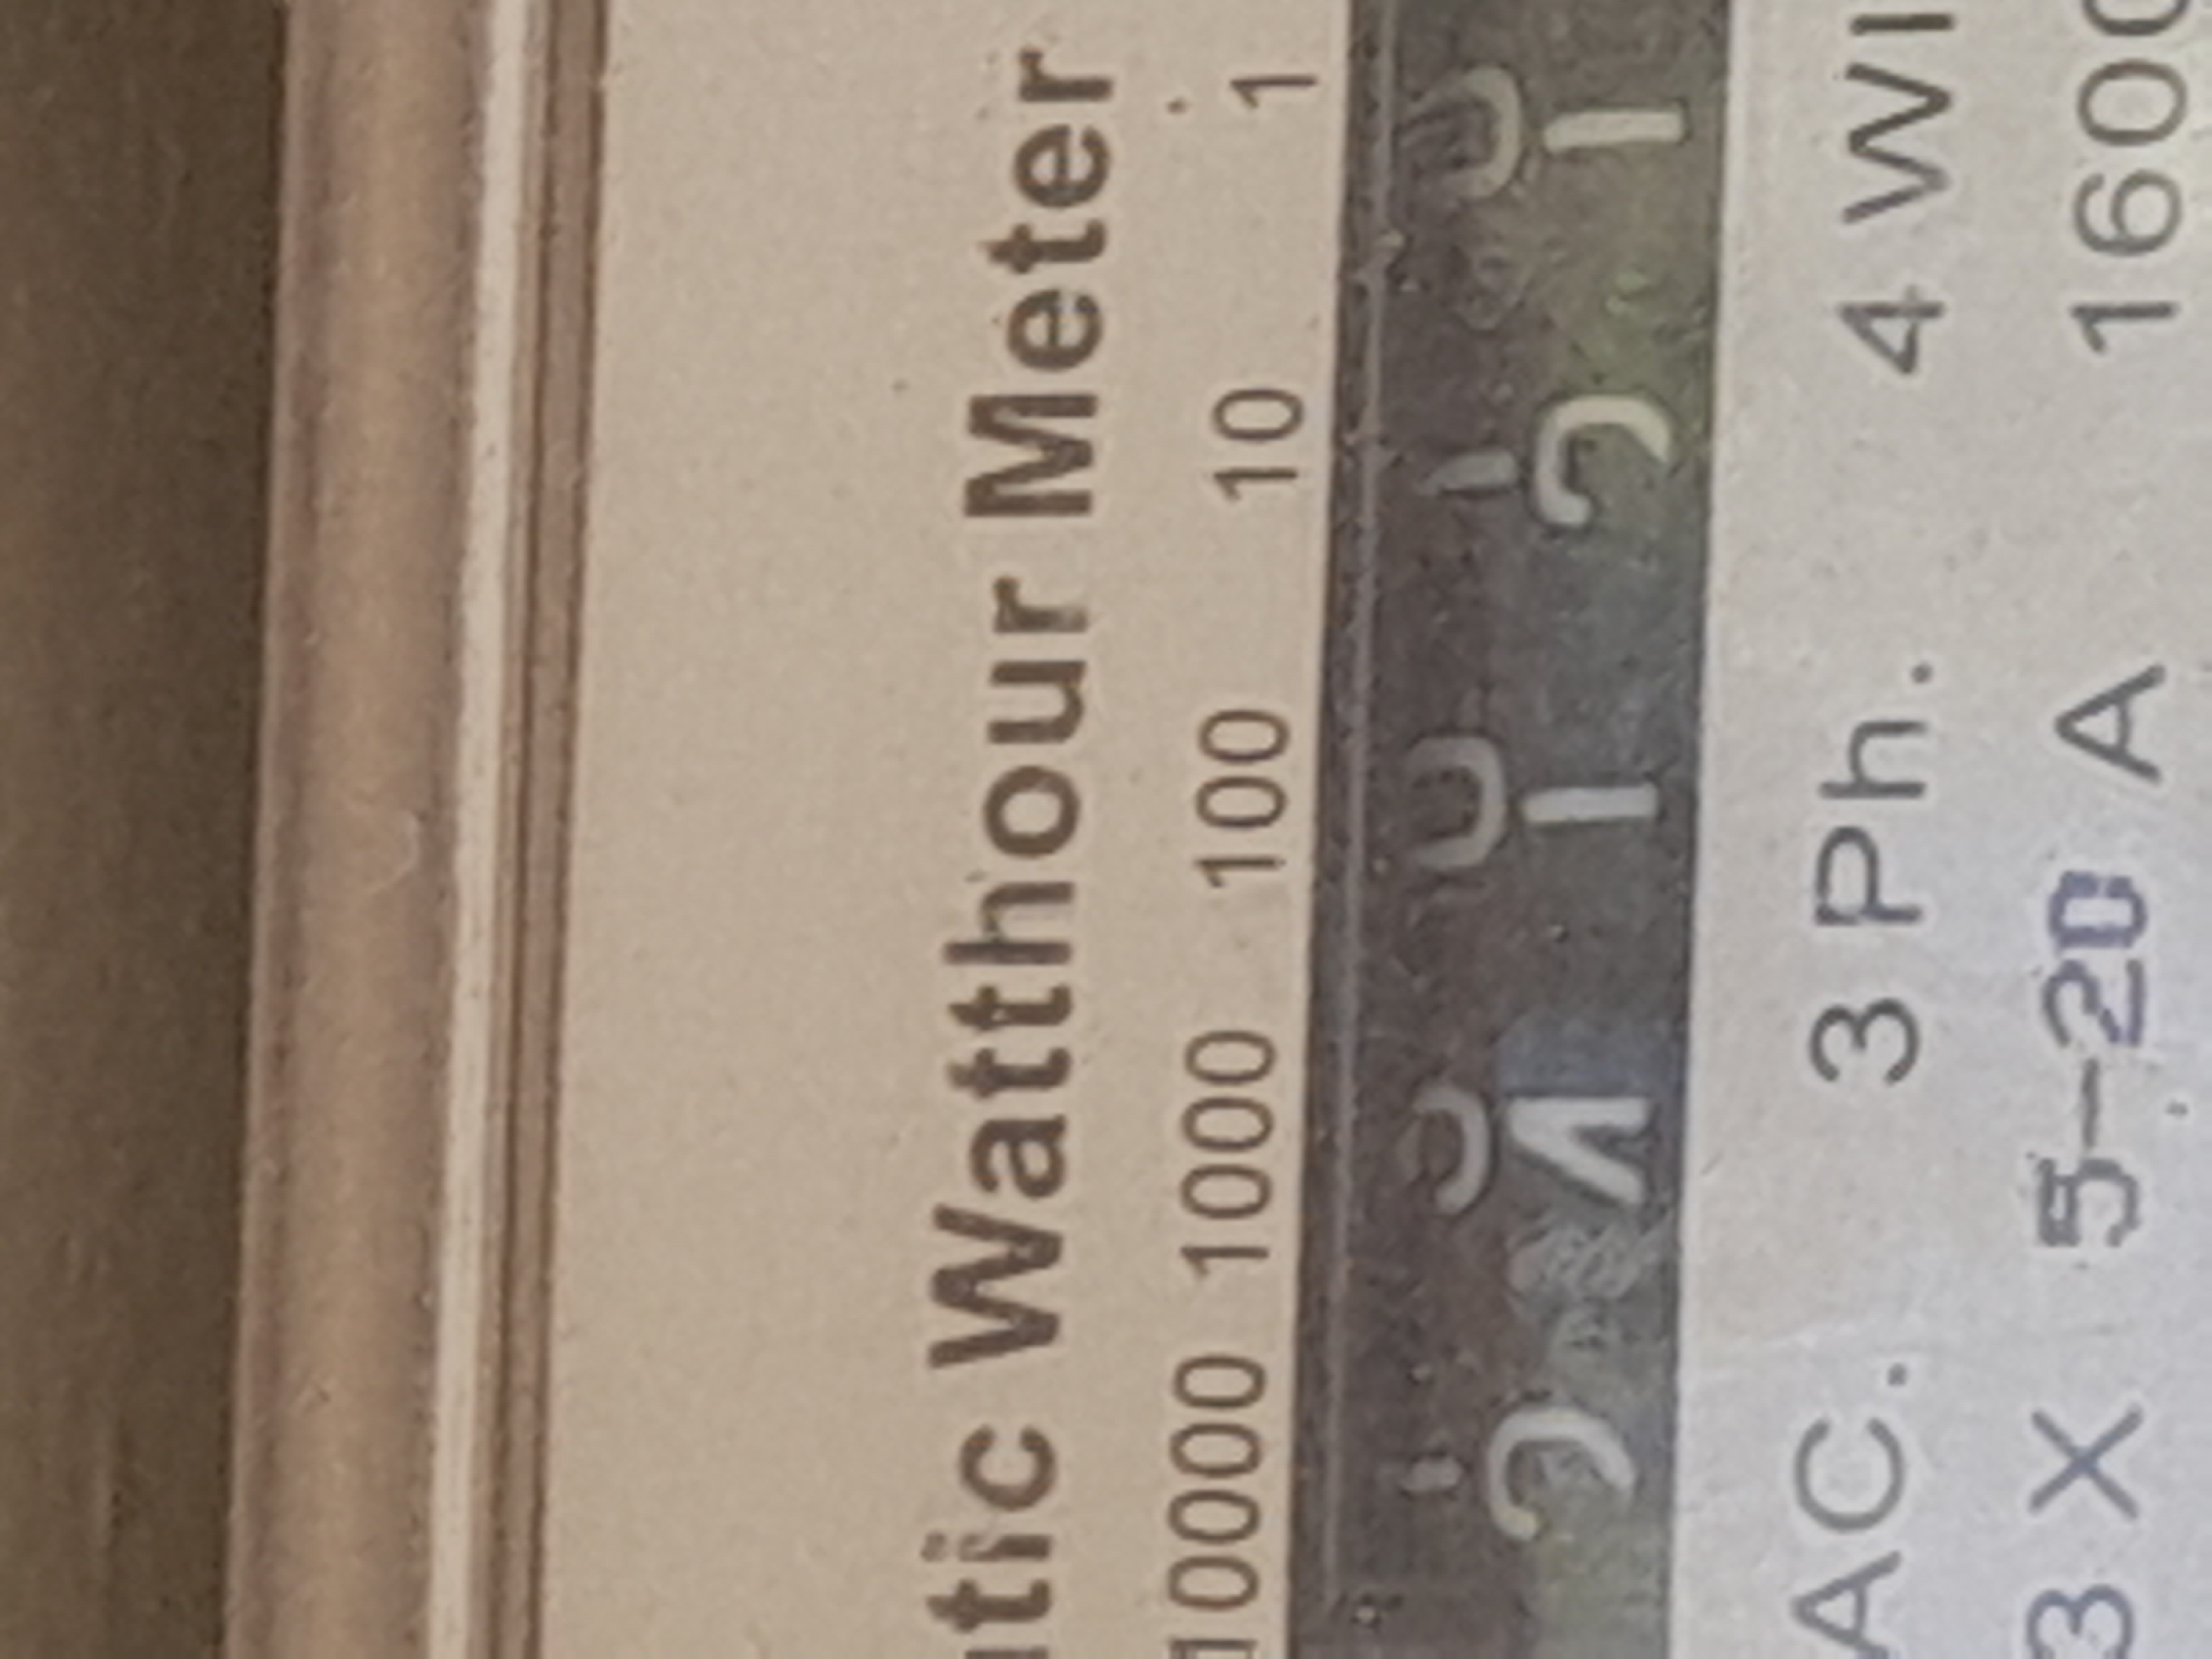 tic Watthour Meter
10000 1000 100 10 1
AC. 3 Ph. 4 WI
3 X 5-20 A 1600